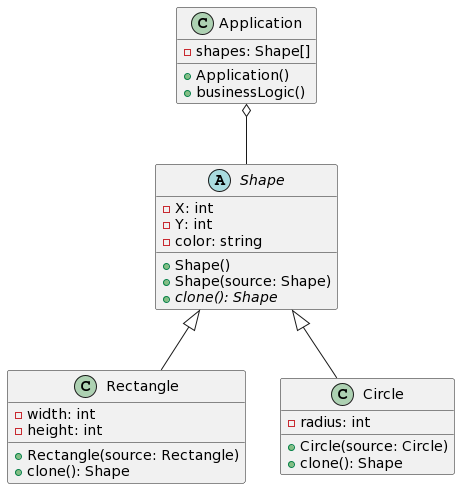 C Application
shapes: Shape[]
Application()
businessLogic()
A Shape
X: int
Y: int
color: string
Shape()
Shape(source: Shape)
clone(): Shape
C Rectangle
width: int
height: int
Rectangle(source: Rectangle)
clone(): Shape
C Circle
radius: int
Circle(source: Circle)
clone(): Shape